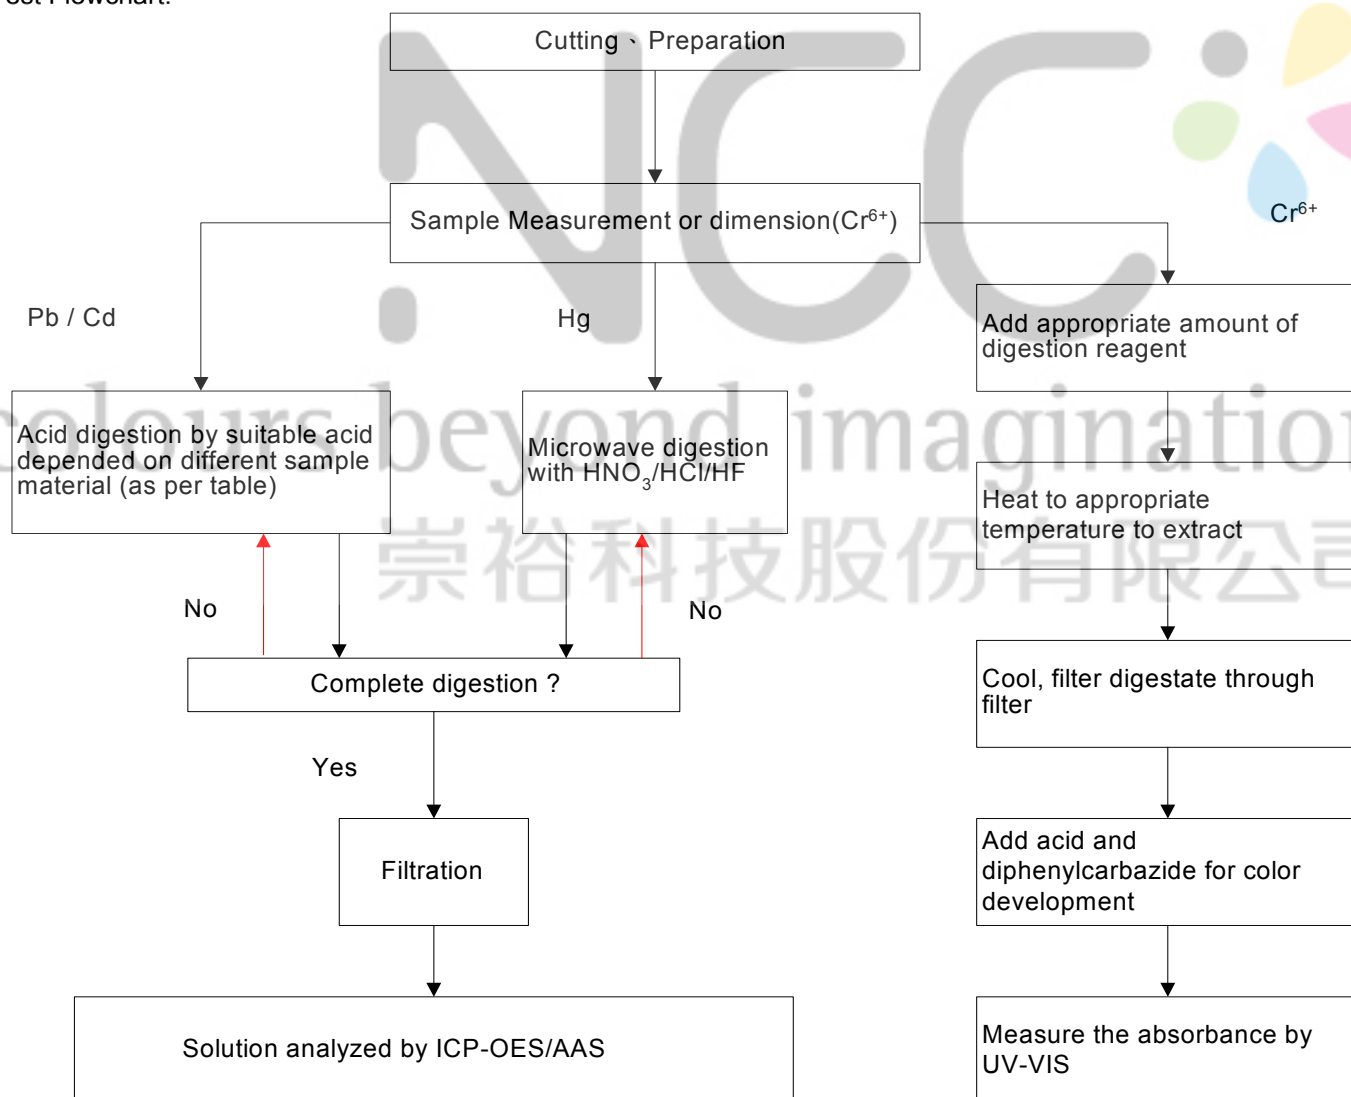 Flowchart:
Cutting、Preparation
Sample Measurement or dimension(Cr⁶⁺)
Cr⁶⁺
Pb / Cd
Hg
Add appropriate amount of
digestion reagent
NCC
colours beyond imagination
Acid digestion by suitable acid
depended on different sample
material (as per table)
Microwave digestion
with HNO₃/HCl/HF
Heat to appropriate
temperature to extract
崇裕科技股份有限公司
No
No
Complete digestion ?
Cool, filter digestate through
filter
Yes
Filtration
Add acid and
diphenylcarbazide for color
development
Solution analyzed by ICP-OES/AAS
Measure the absorbance by
UV-VIS